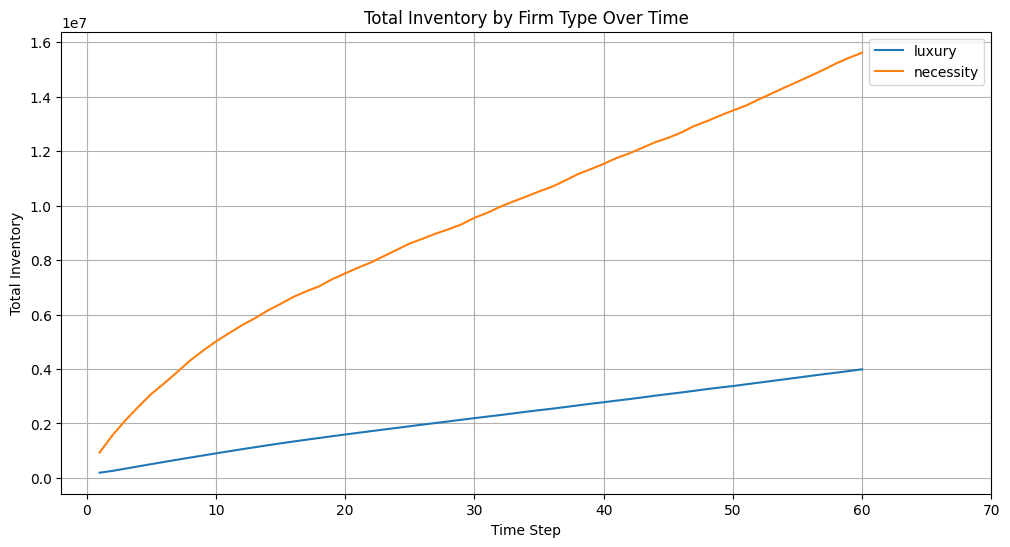 Total Inventory by Firm Type Over Time
1e7
luxury
necessity
1.6
1.4
1.2
1.0
0.8
0.6
0.4
0.2
0.0
Total Inventory
0 10 20 30 40 50 60 70
Time Step